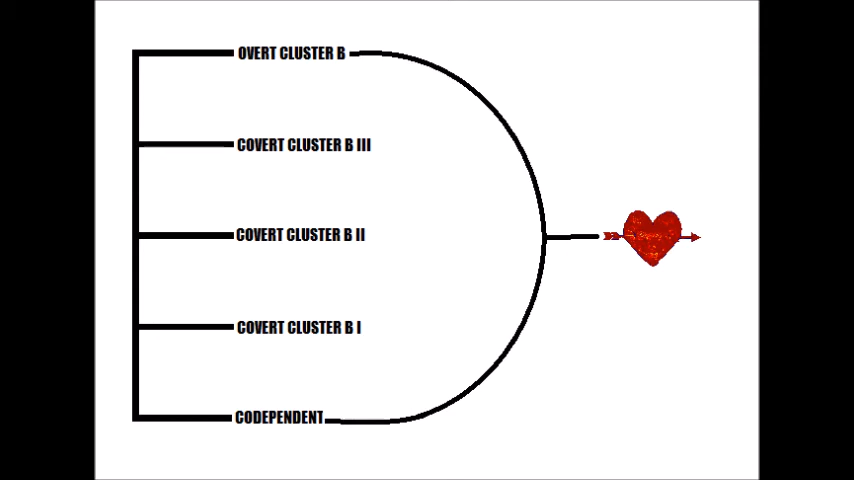 OVERT CLUSTER B
COVERT CLUSTER B III
COVERT CLUSTER B II
COVERT CLUSTER B I
CODEPENDENT